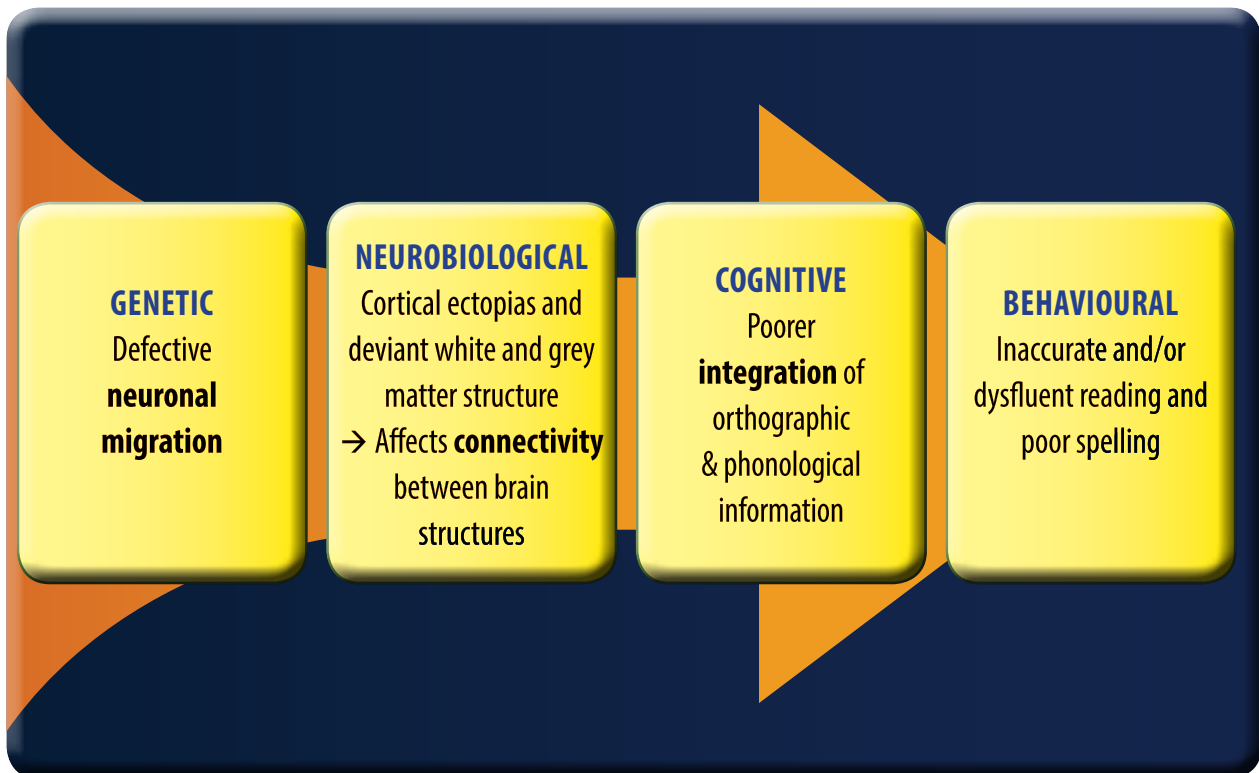 GENETIC
Defective
neuronal
migration
NEUROBIOLOGICAL
Cortical ectopias and
deviant white and grey
matter structure
→ Affects connectivity
between brain
structures
COGNITIVE
Poorer
integration of
orthographic
& phonological
information
BEHAVIOURAL
Inaccurate and/or
dysfluent reading and
poor spelling